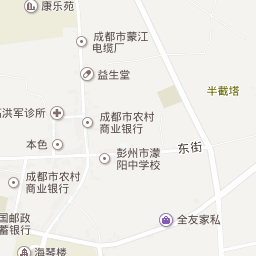 康乐苑
成都市蒙江
电缆厂
益生堂
半截塔
洪军诊所
成都市农村
商业银行
本色
东街
彭州市濛
阳中学校
成都市农村
商业银行
全友家私
国邮政
蓄银行
海琴楼